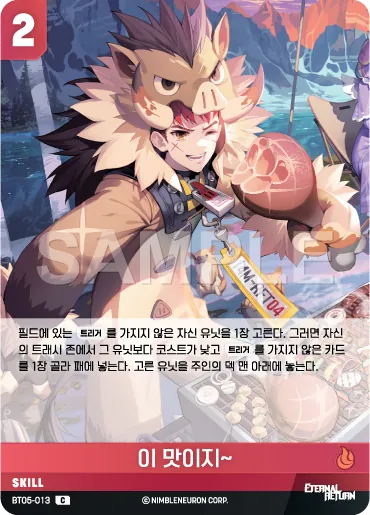 2
SAMPLE
필드에 있는 트리거 를 가지지 않은 자신 유닛을 1장 고른다. 그러면 자신
의 트래시 존에서 그 유닛보다 코스트가 낮고 트리거 를 가지지 않은 카드
를 1장 골라 패에 넣는다. 고른 유닛을 주인의 덱 맨 아래에 놓는다.
이 맛이지~
SKILL
BT05-013 C
ⓒ NIMBLENEURON CORP.
ETERNAL
RETURN